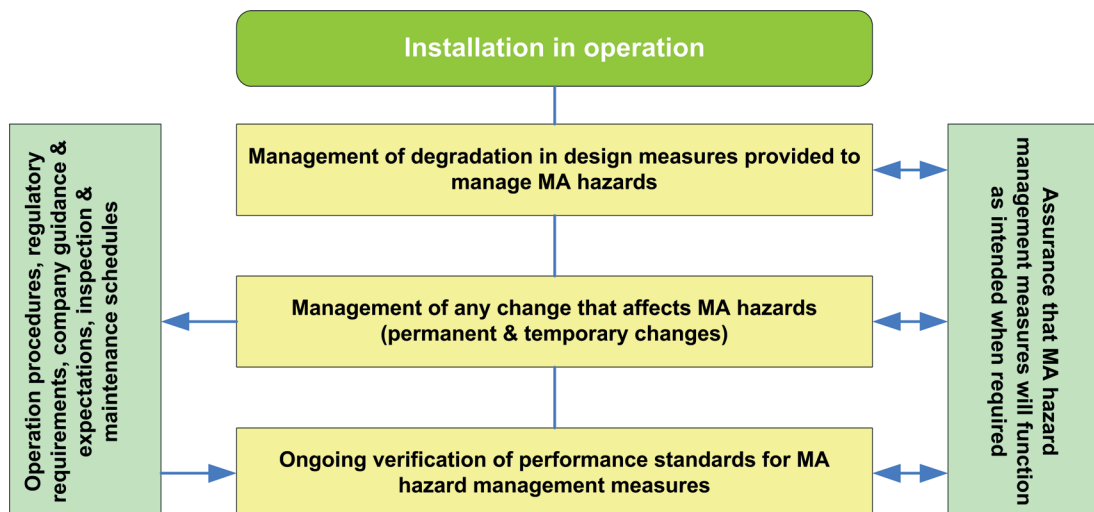 Installation in operation
Operation procedures, regulatory
requirements, company guidance &
expectations, inspection &
maintenance schedules
Management of degradation in design measures provided to
manage MA hazards
Management of any change that affects MA hazards
(permanent & temporary changes)
Ongoing verification of performance standards for MA
hazard management measures
Assurance that MA hazard
management measures will function
as intended when required